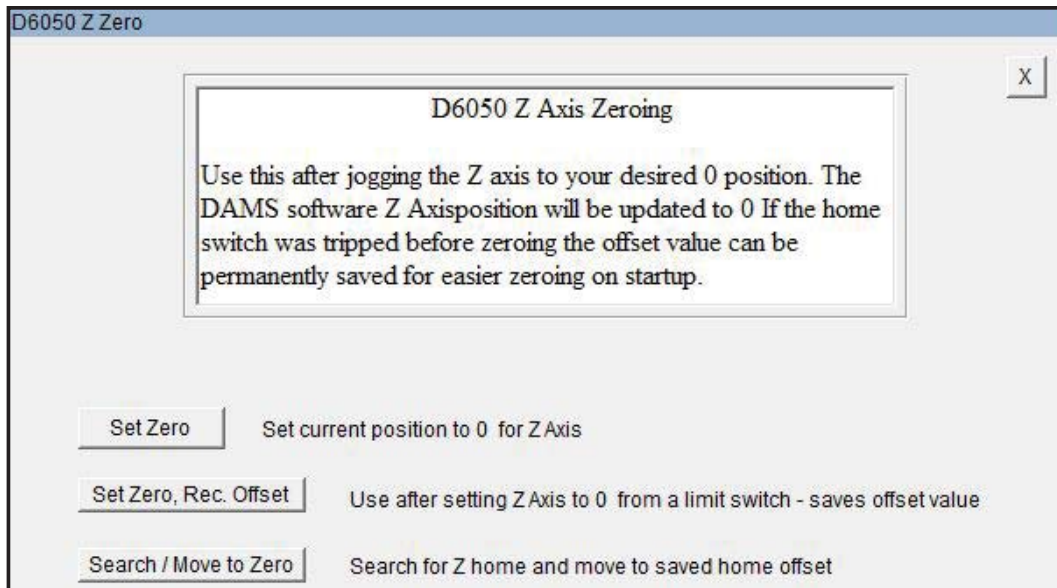 D6050 Z Zero
X
D6050 Z Axis Zeroing
Use this after jogging the Z axis to your desired 0 position. The
DAMS software Z Axisposition will be updated to 0 If the home
switch was tripped before zeroing the offset value can be
permanently saved for easier zeroing on startup.
Set Zero
Set current position to 0 for Z Axis
Set Zero, Rec. Offset
Use after setting Z Axis to 0 from a limit switch - saves offset value
Search / Move to Zero
Search for Z home and move to saved home offset